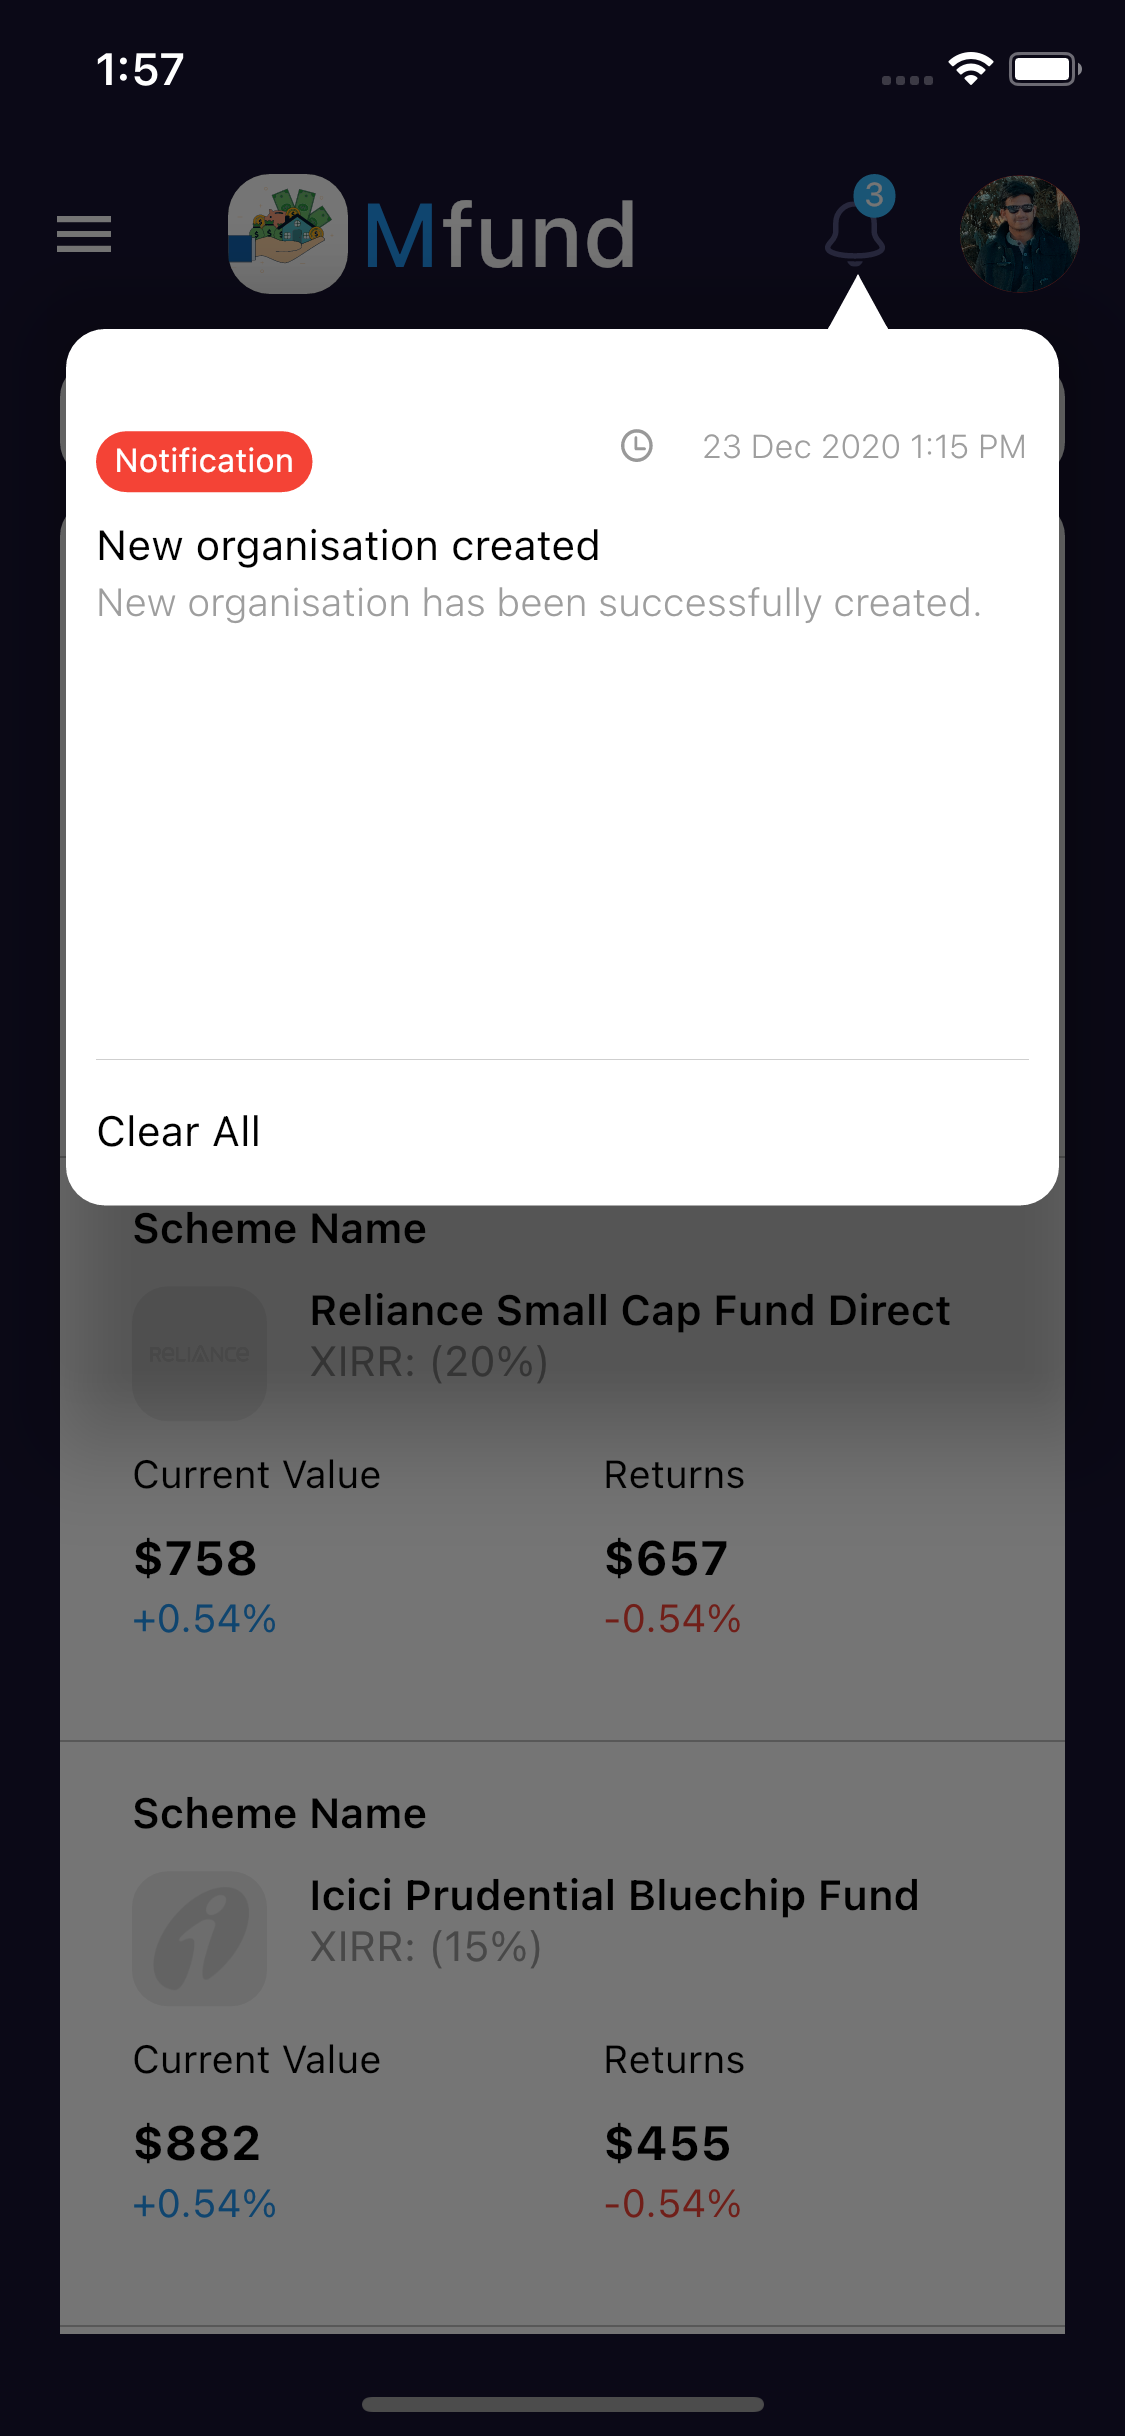 1:57
Mfund
3
Notification
23 Dec 2020 1:15 PM
New organisation created
New organisation has been successfully created.
Clear All
Scheme Name
RELIANCE
Reliance Small Cap Fund Direct
XIRR: (20%)
Current Value
Returns
$758
$657
+0.54%
-0.54%
Scheme Name
Icici Prudential Bluechip Fund
XIRR: (15%)
Current Value
Returns
$882
$455
+0.54%
-0.54%